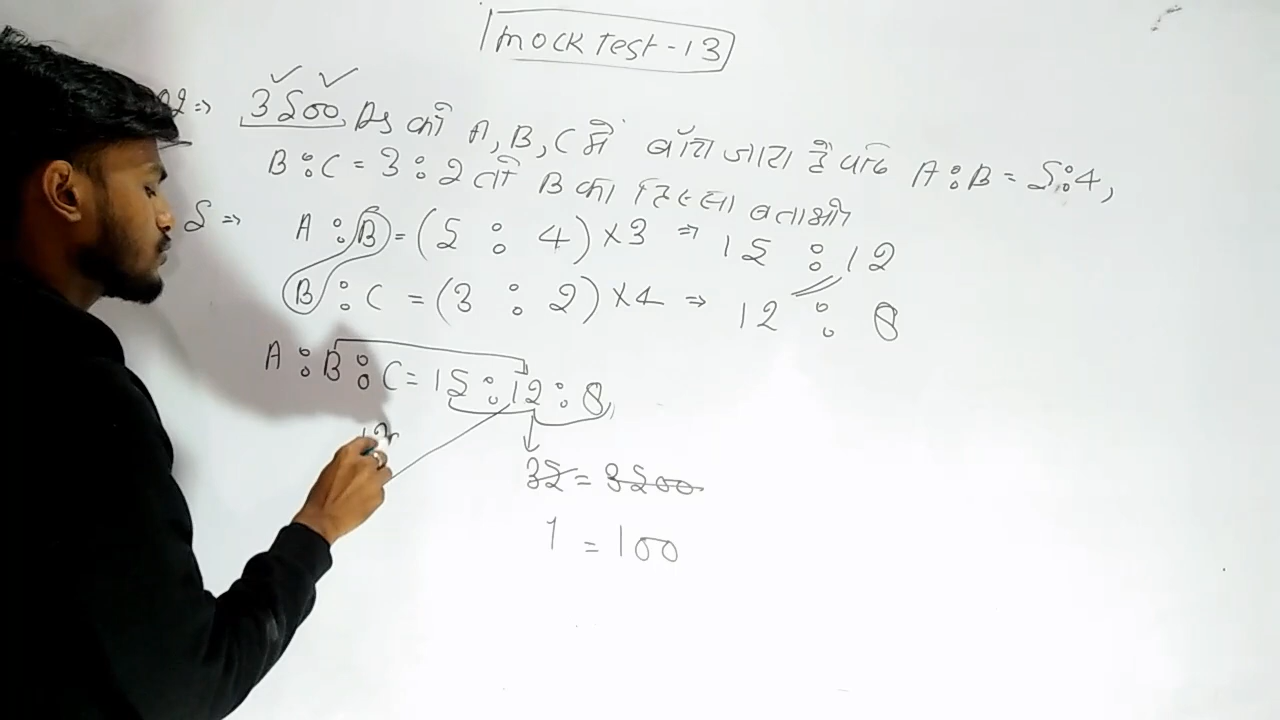 Mock Test - 13
Q2 ⇒ 3500 Rs को A, B, C में बाँटा जाता है यदि A : B = 5 : 4,
B : C = 3 : 2 तो B का हिस्सा बताओ
S ⇒ A : B = (5 : 4) × 3 ⇒ 15 : 12
B : C = (3 : 2) × 4 ⇒ 12 : 8
A : B : C = 15 : 12 : 8,
12
35 = 3500
1 = 100